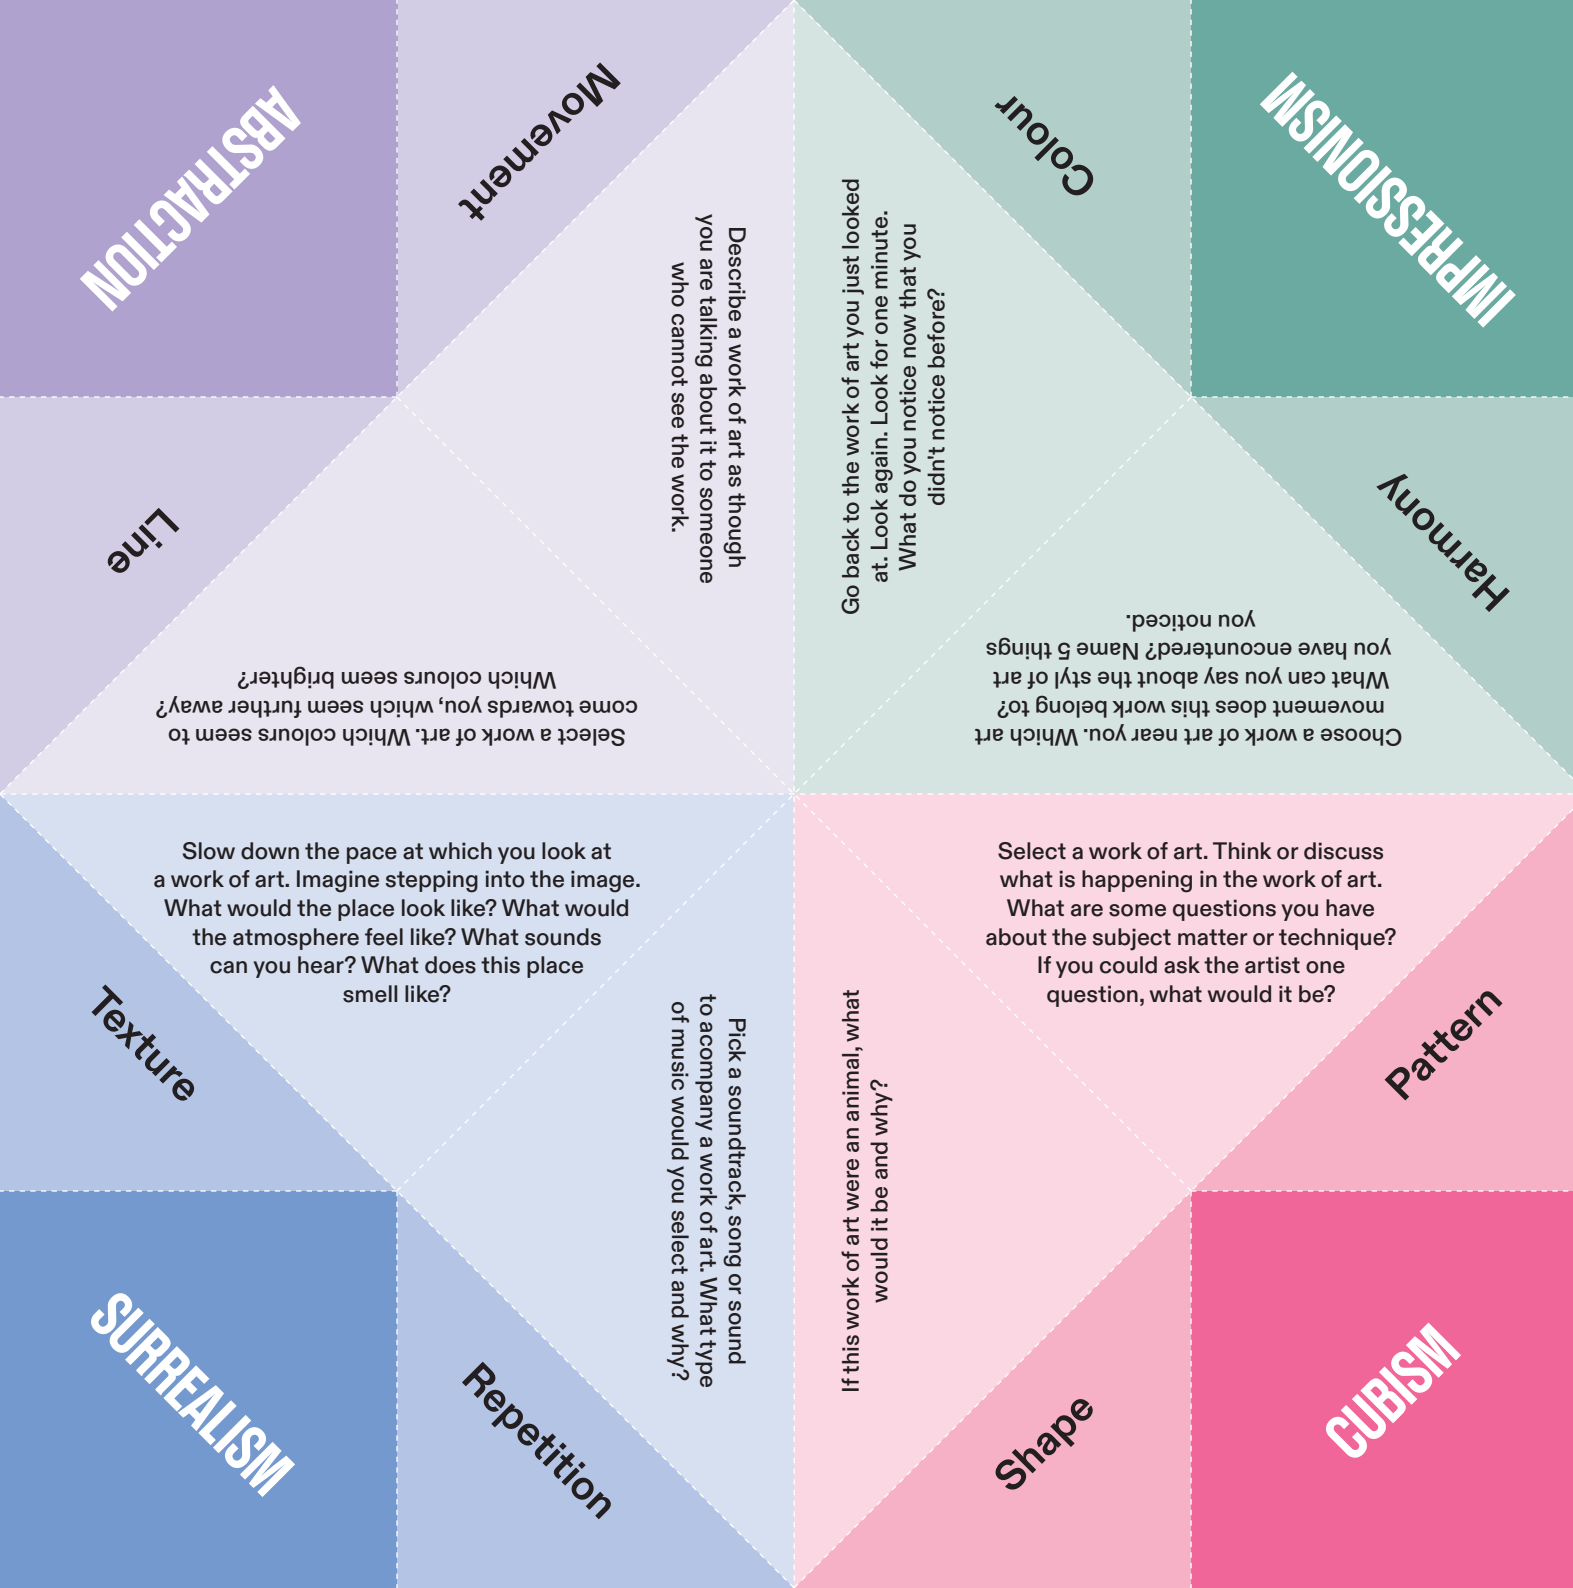 ABSTRACTION
Movement
Line
Describe a work of art as though
you are talking about it to someone
who cannot see the work.
Select a work of art. Which colours seem to
come towards you, which seem further away?
Which colours seem brighter?
IMPRESSIONISM
Colour
Harmony
Go back to the work of art you just looked
at. Look again. Look for one minute.
What do you notice now that you
didn't notice before?
Choose a work of art near you. Which art
movement does this work belong to?
What can you say about the styl of art
you have encountered? Name 5 things
you noticed.
Slow down the pace at which you look at
a work of art. Imagine stepping into the image.
What would the place look like? What would
the atmosphere feel like? What sounds
can you hear? What does this place
smell like?
Texture
Pick a soundtrack, song or sound
to acompany a work of art. What type
of music would you select and why?
SURREALISM
Repetition
Select a work of art. Think or discuss
what is happening in the work of art.
What are some questions you have
about the subject matter or technique?
If you could ask the artist one
question, what would it be?
Pattern
If this work of art were an animal, what
would it be and why?
Shape
CUBISM